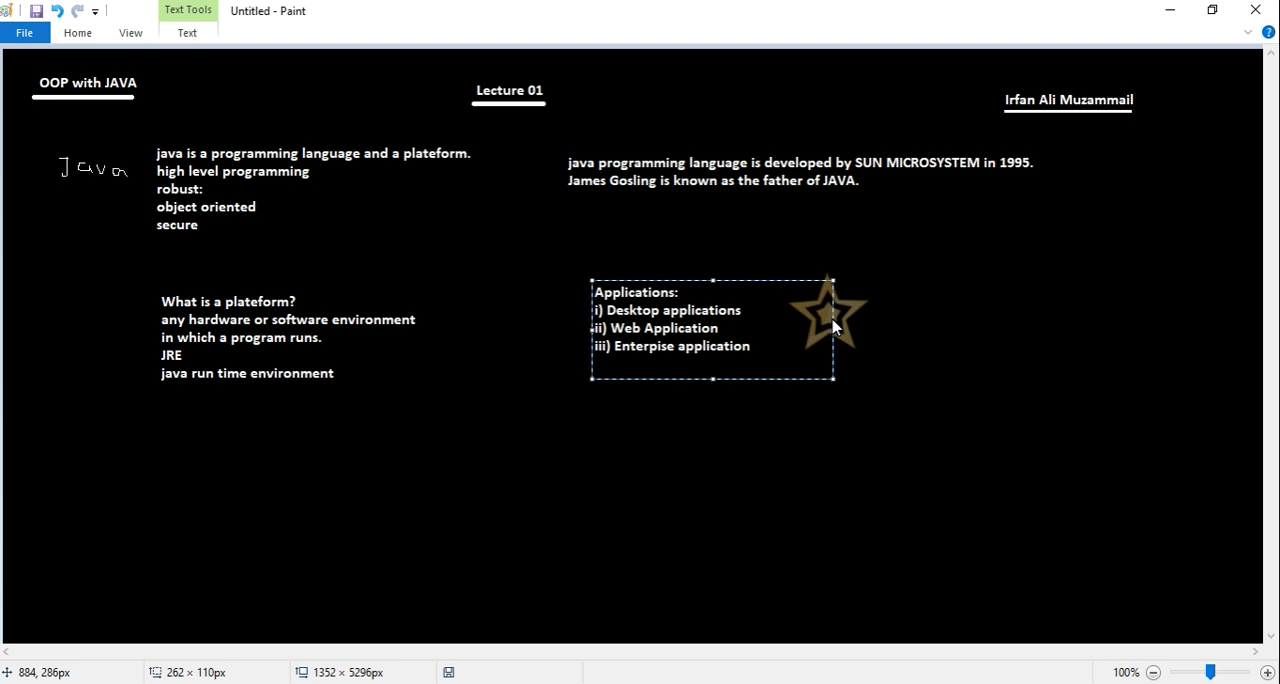 Text Tools
Untitled - Paint
File
Home
View
Text
OOP with JAVA
Lecture 01
Irfan Ali Muzammail
Java
java is a programming language and a plateform.
high level programming
robust:
object oriented
secure
java programming language is developed by SUN MICROSYSTEM in 1995.
James Gosling is known as the father of JAVA.
What is a plateform?
any hardware or software environment
in which a program runs.
JRE
java run time environment
Applications:
i) Desktop applications
ii) Web Application
iii) Enterpise application
884, 286px
262 × 110px
1352 × 5296px
100%